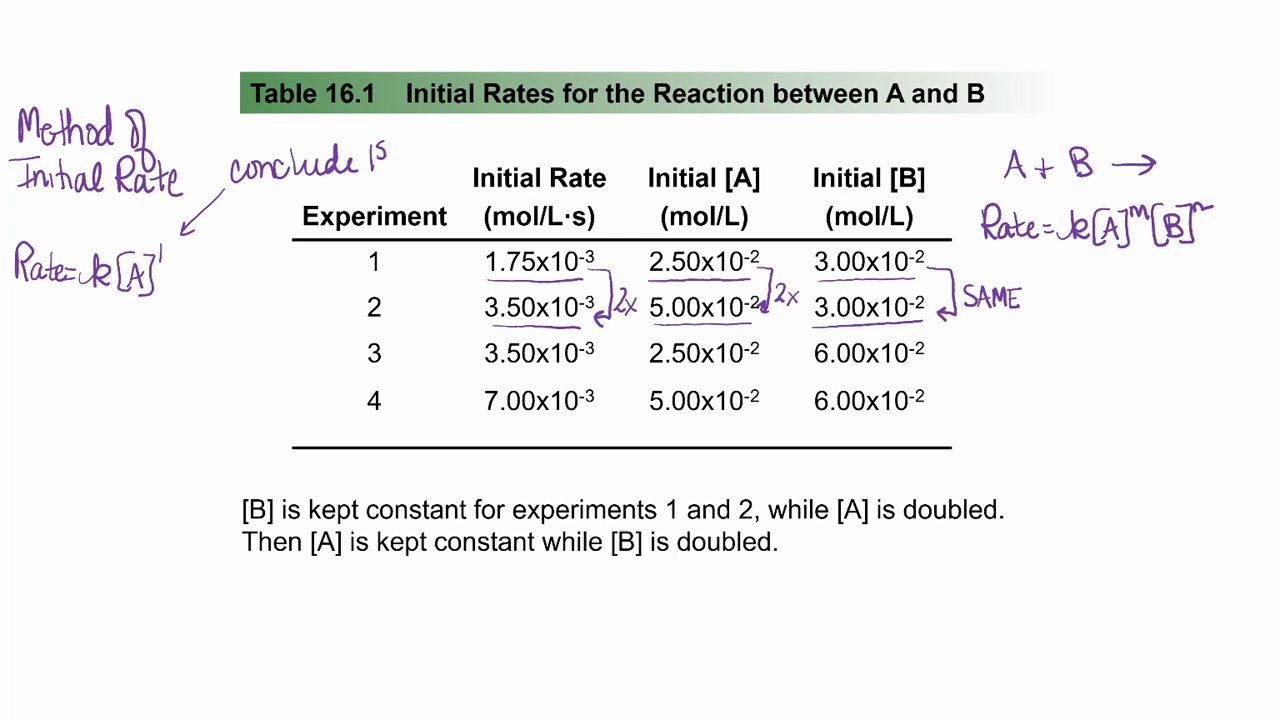 Table 16.1 Initial Rates for the Reaction between A and B
Method of
Initial Rate
conclude 1S
Rate=k[A]¹
A + B →
Rate=k[A]ᵐ[B]ⁿ
Experiment Initial Rate (mol/L·s) Initial [A] (mol/L) Initial [B] (mol/L)
1 1.75x10⁻³ 2.50x10⁻² 3.00x10⁻²
2x 2x SAME
2 3.50x10⁻³ 5.00x10⁻² 3.00x10⁻²
3 3.50x10⁻³ 2.50x10⁻² 6.00x10⁻²
4 7.00x10⁻³ 5.00x10⁻² 6.00x10⁻²
[B] is kept constant for experiments 1 and 2, while [A] is doubled.
Then [A] is kept constant while [B] is doubled.